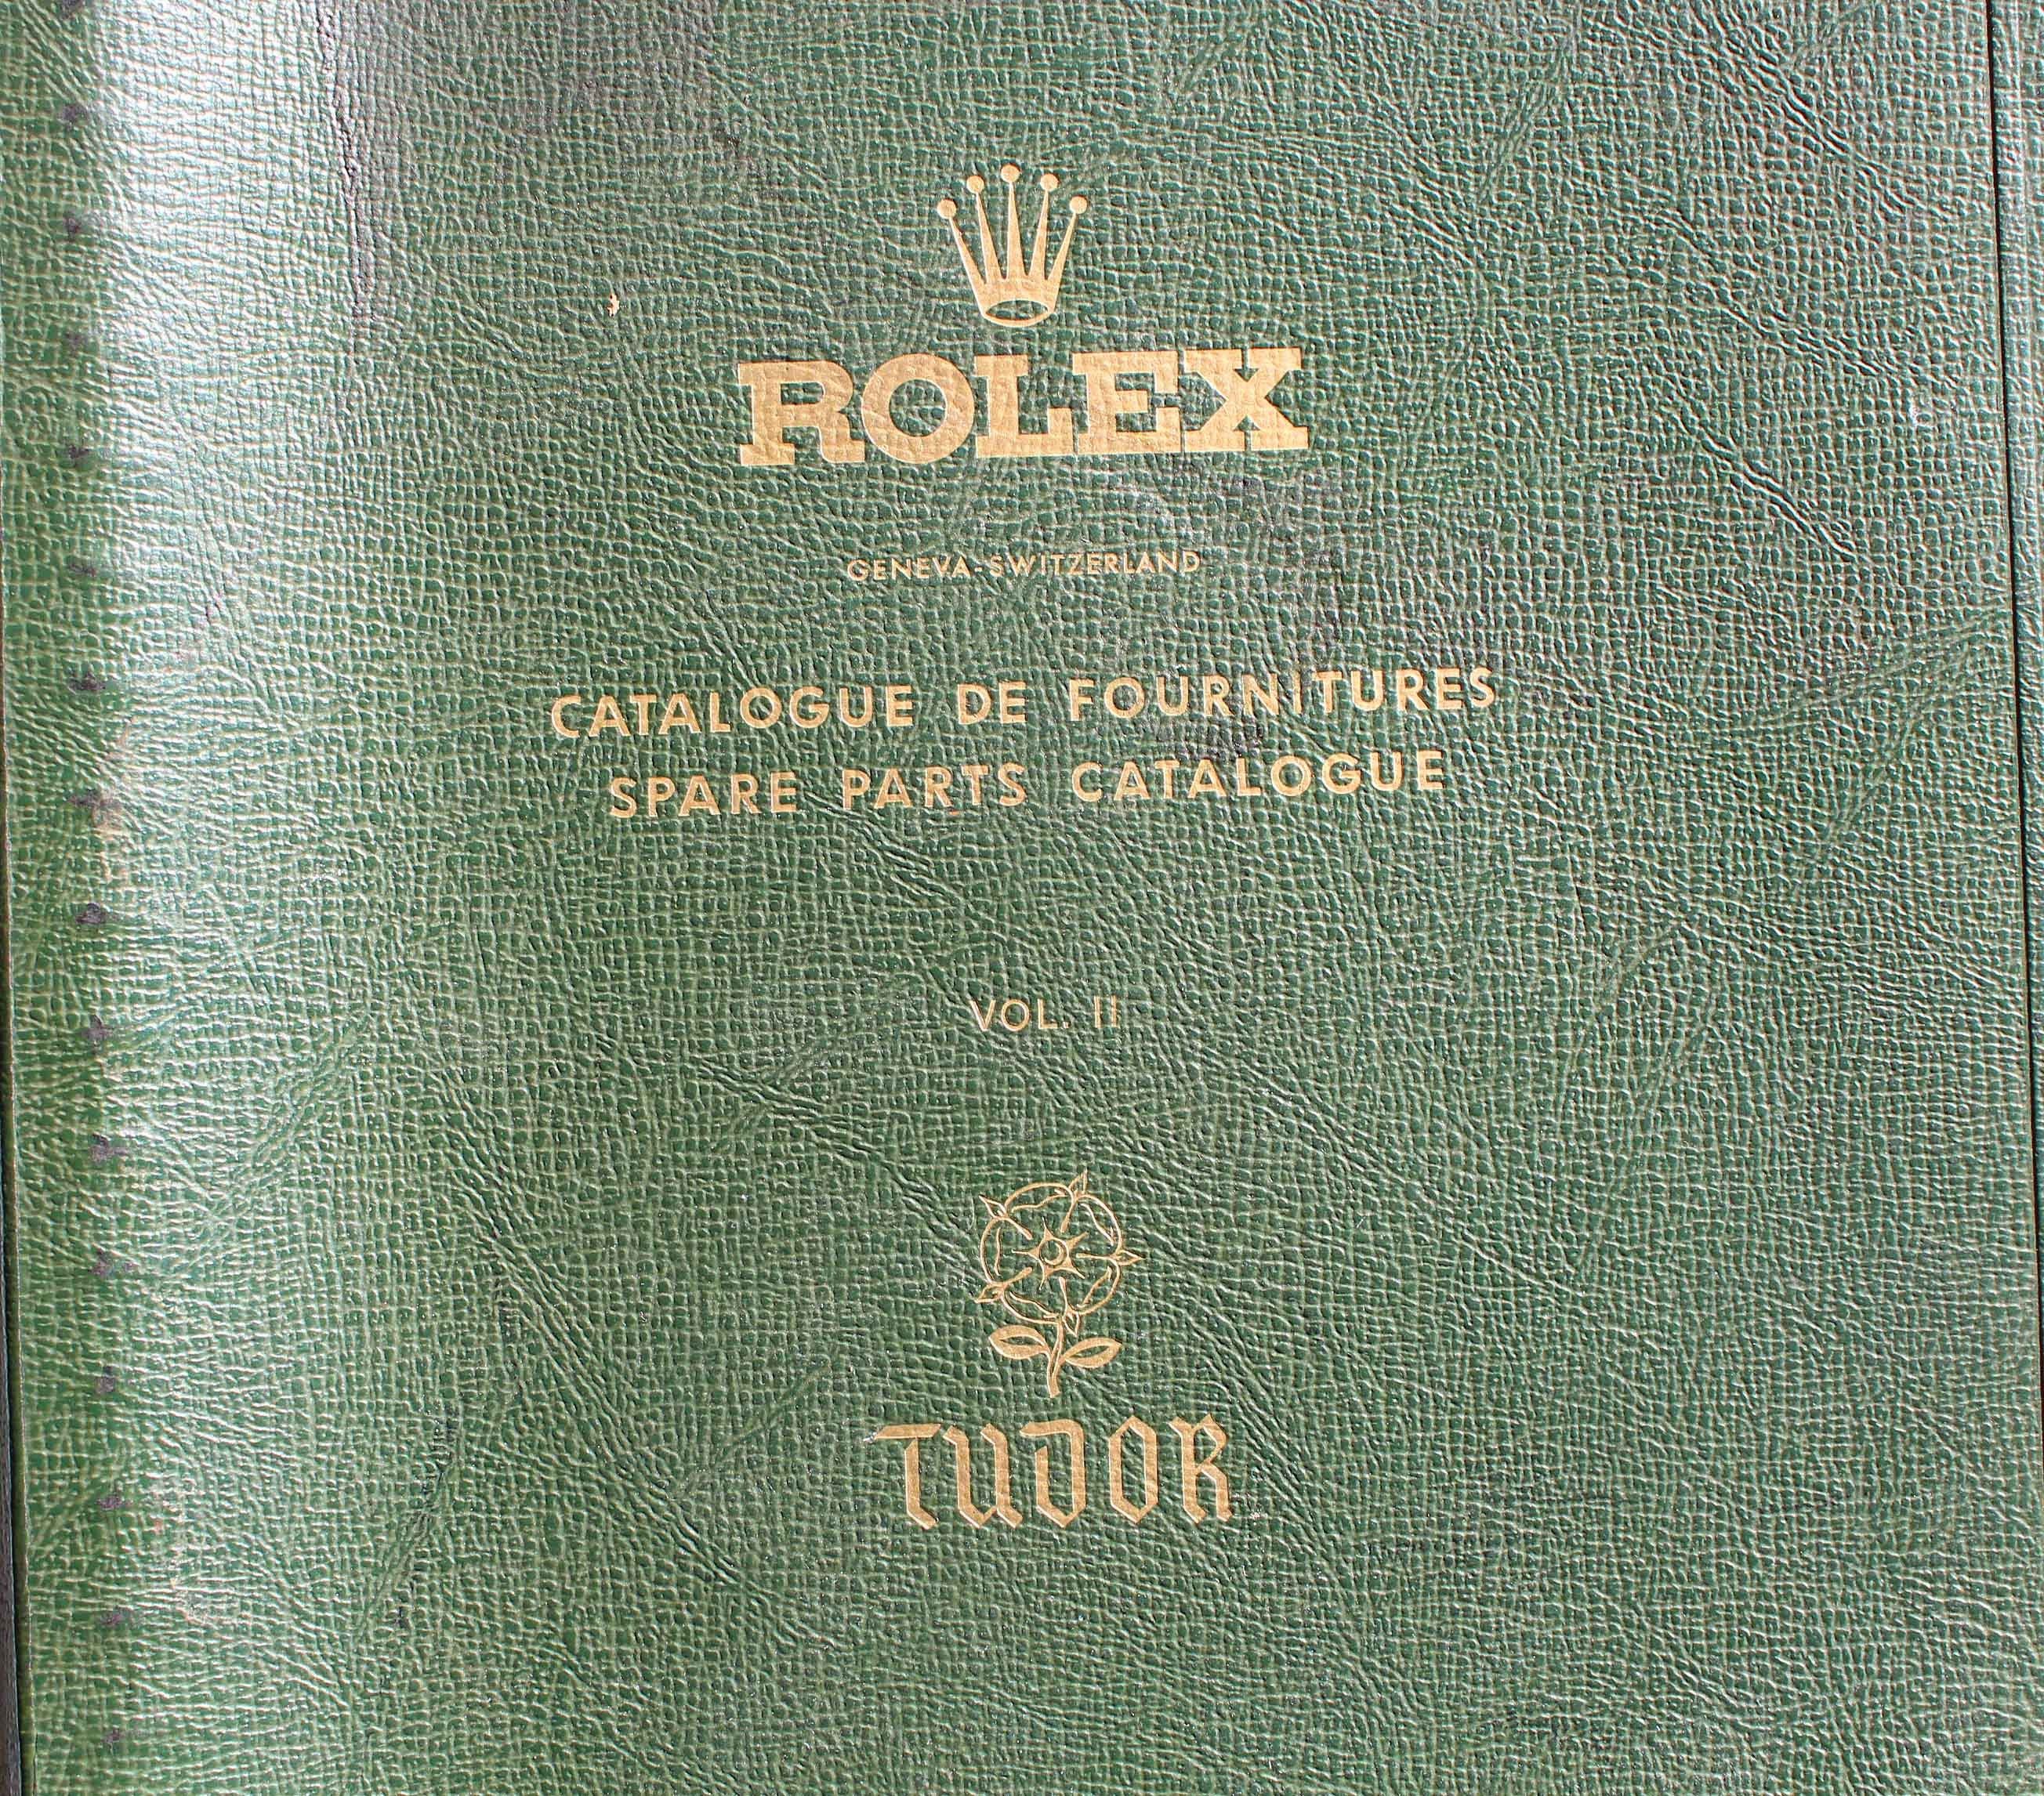 ROLEX
GENEVA-SWITZERLAND
CATALOGUE DE FOURNITURES
SPARE PARTS CATALOGUE
VOL. II
TUDOR